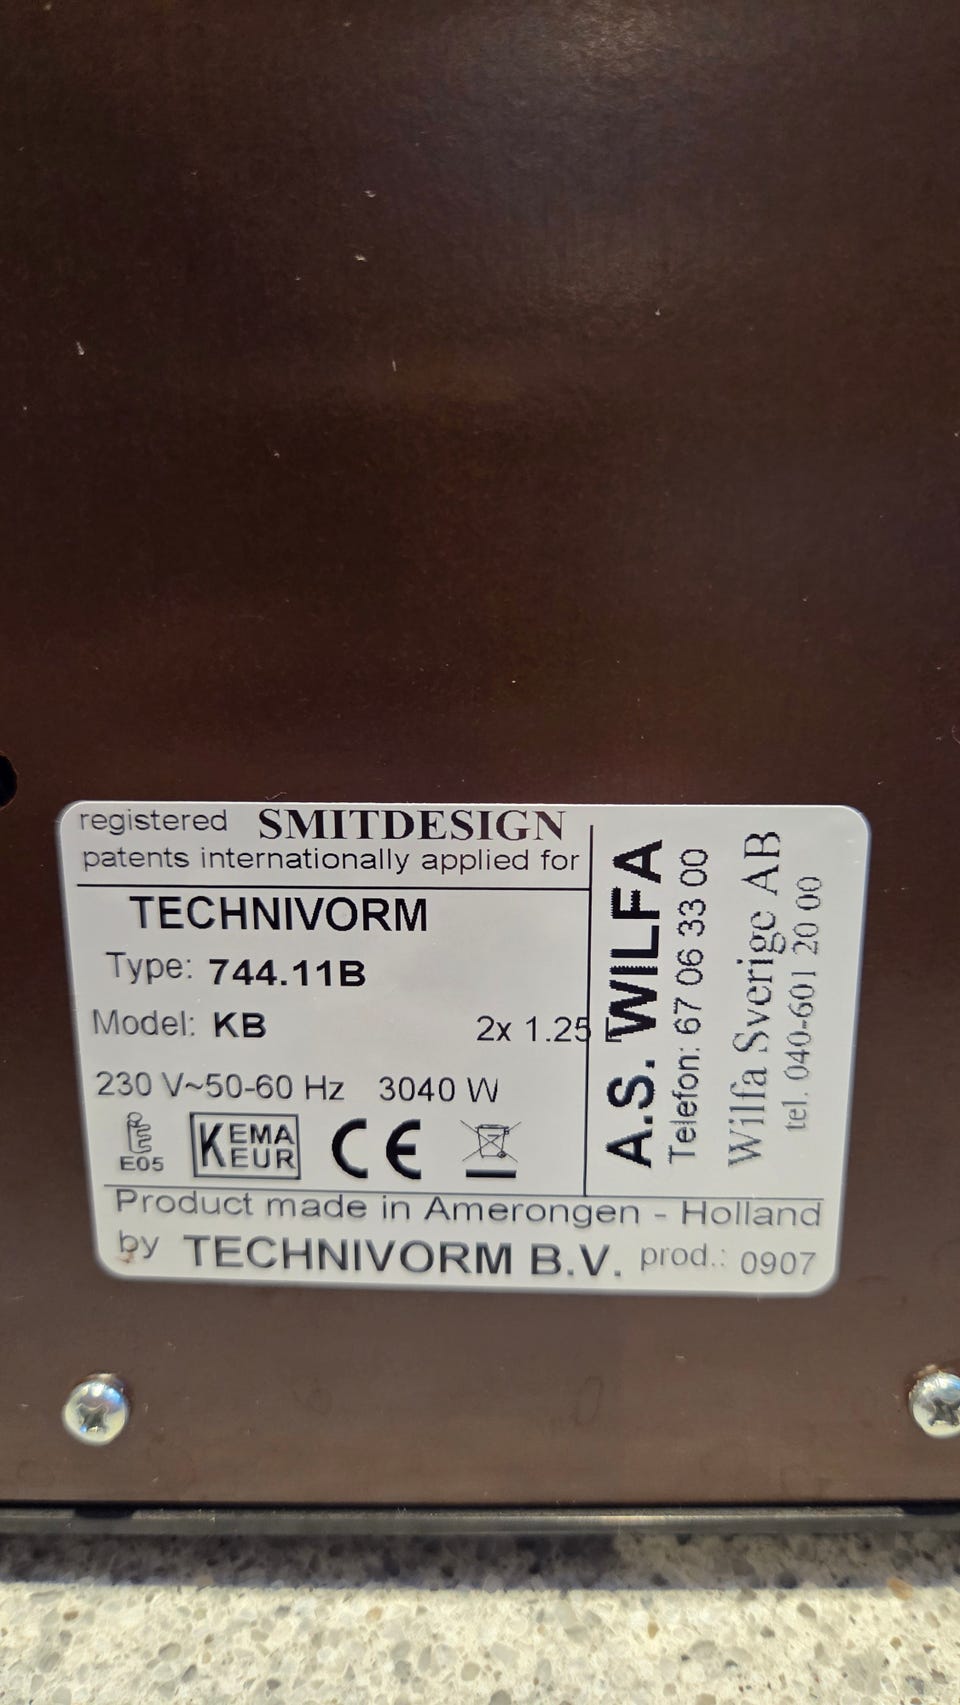 registered SMITDESIGN
patents internationally applied for
TECHNIVORM
Type: 744.11B
Model: KB 2x 1.25
230 V~50-60 Hz 3040 W
E05
KEMA
KEUR
CE
A.S. WILFA
Telefon: 67 06 33 00
Wilfa Sverige AB
tel. 040-601 20 00
Product made in Amerongen - Holland
by TECHNIVORM B.V. prod.: 0907